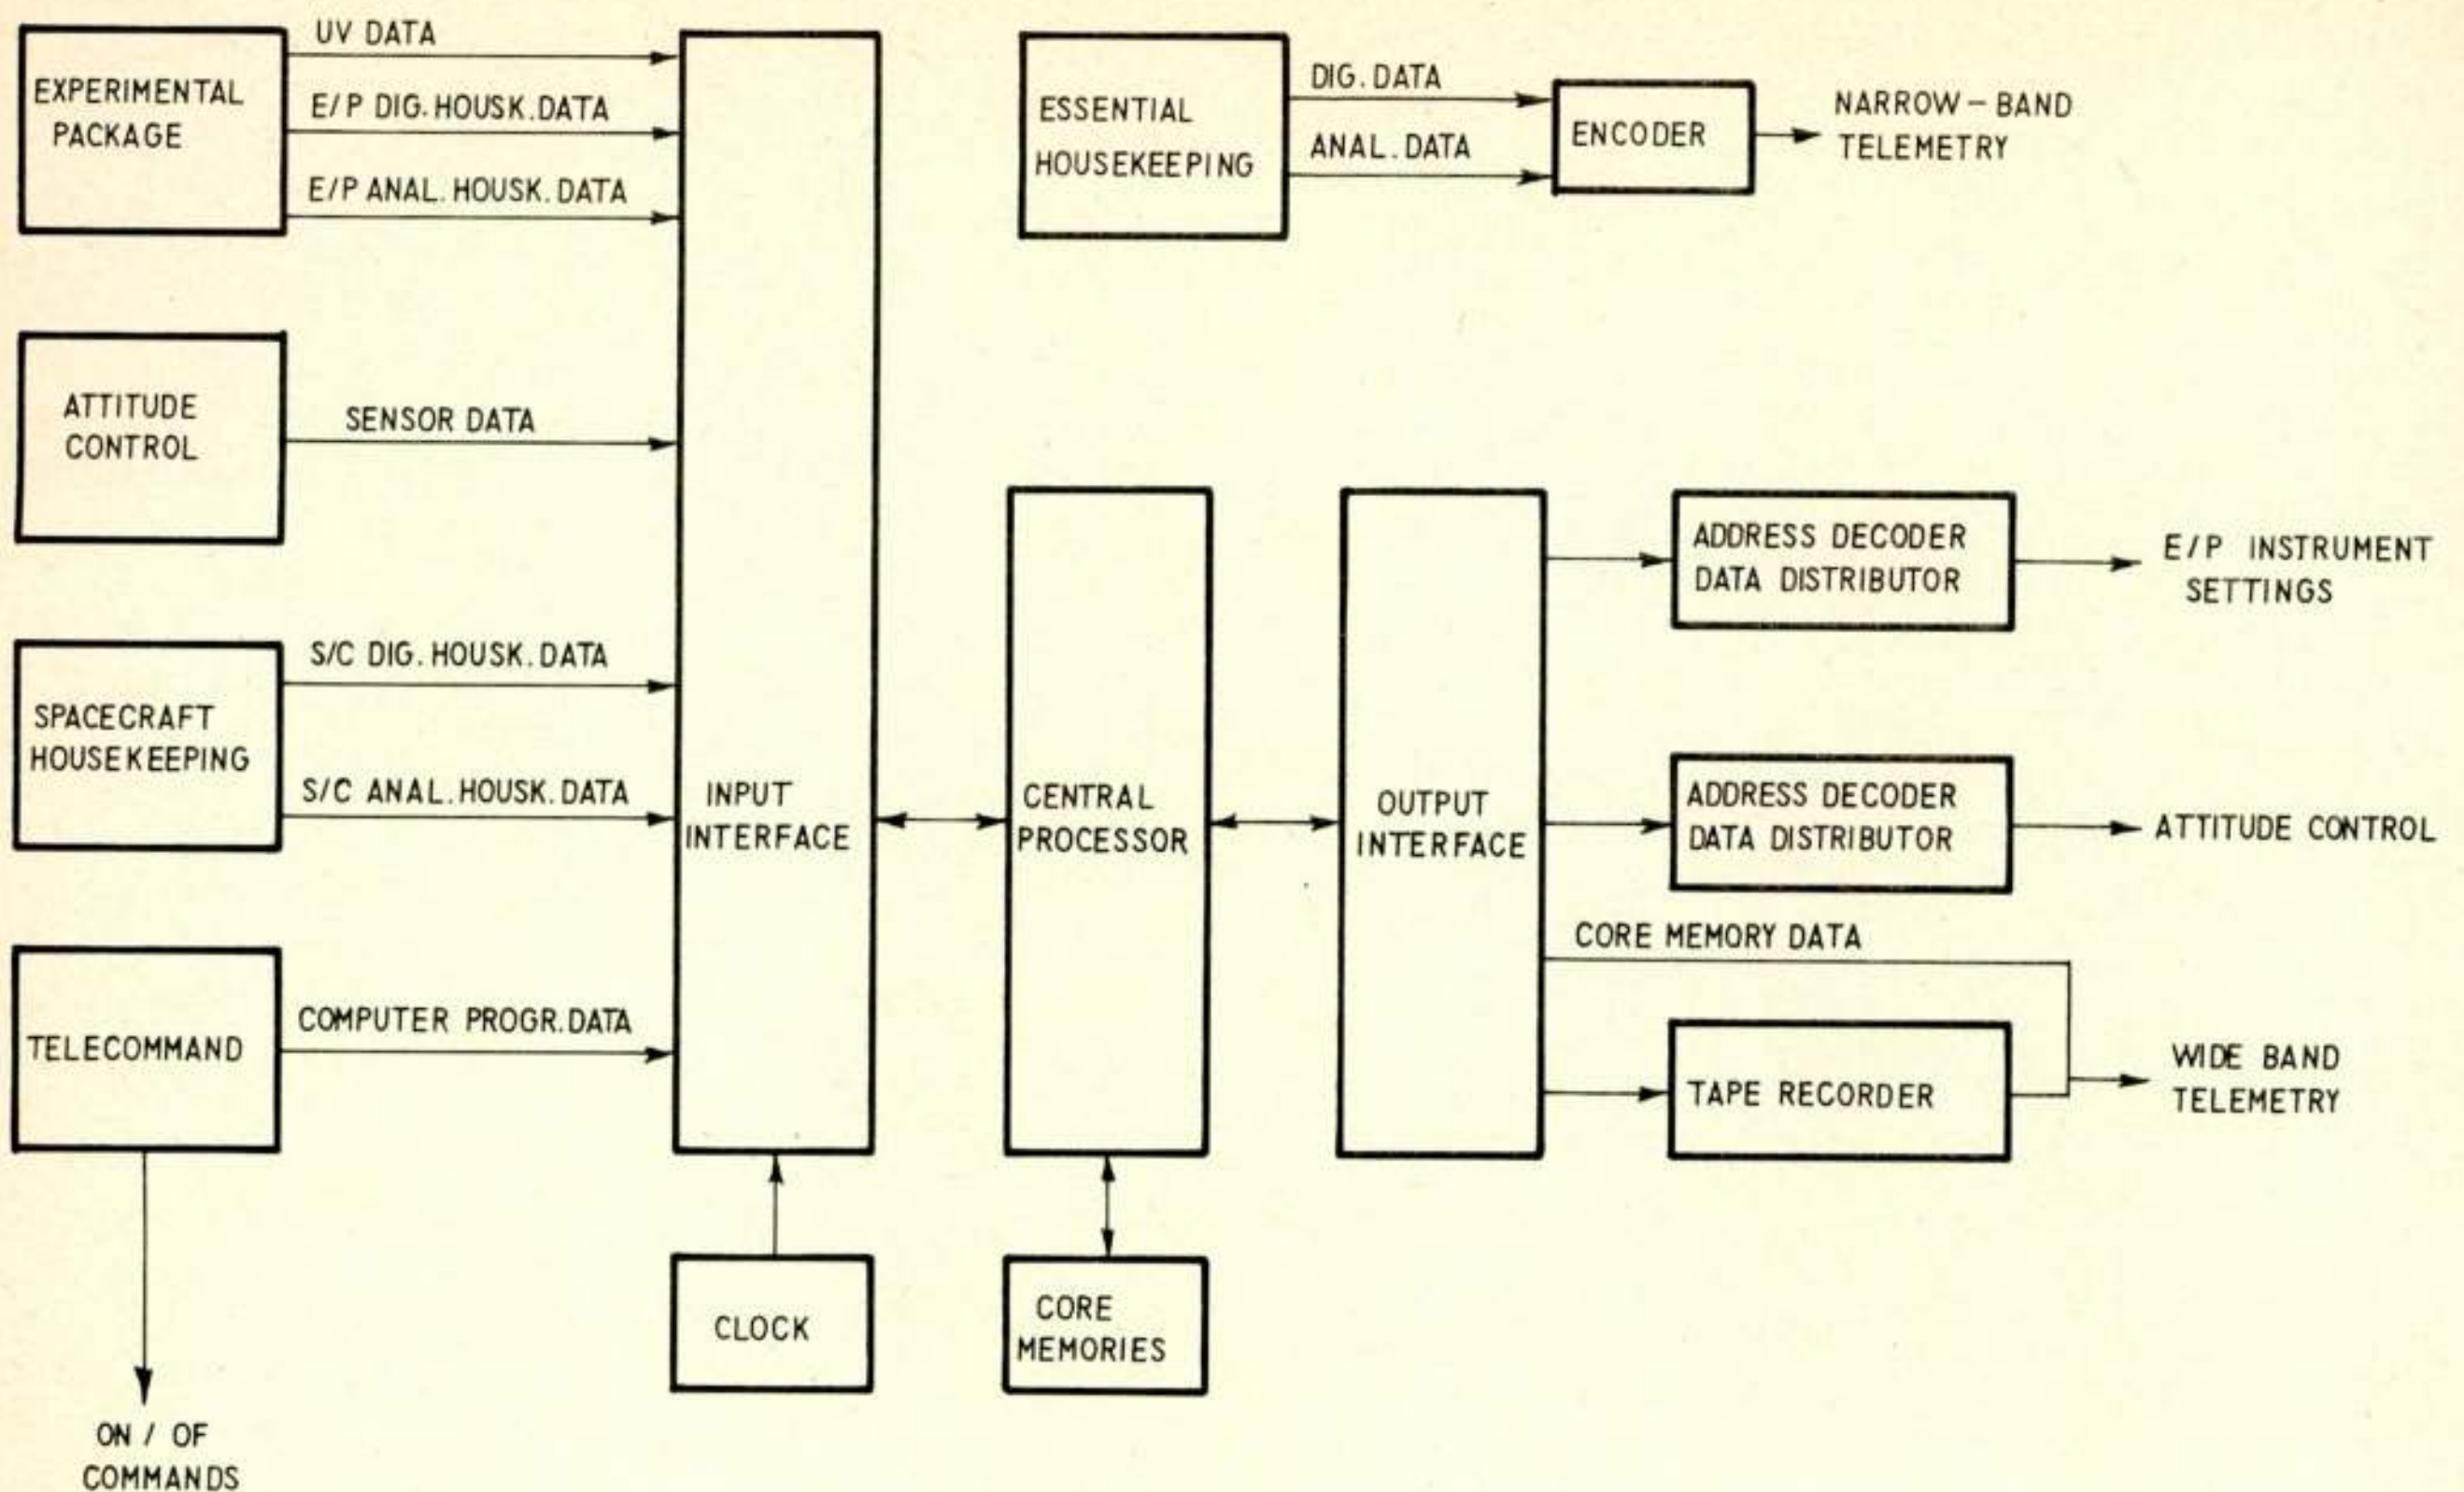 UV DATA
EXPERIMENTAL
PACKAGE
E/P DIG. HOUSK. DATA
E/P ANAL. HOUSK. DATA
ESSENTIAL
HOUSEKEEPING
DIG. DATA
ANAL. DATA
ENCODER
NARROW-BAND
TELEMETRY
ATTITUDE
CONTROL
SENSOR DATA
SPACECRAFT
HOUSEKEEPING
S/C DIG. HOUSK. DATA
S/C ANAL. HOUSK. DATA
TELECOMMAND
COMPUTER PROGR. DATA
ON / OF
COMMANDS
INPUT
INTERFACE
CLOCK
CENTRAL
PROCESSOR
CORE
MEMORIES
OUTPUT
INTERFACE
ADDRESS DECODER
DATA DISTRIBUTOR
E/P INSTRUMENT
SETTINGS
ADDRESS DECODER
DATA DISTRIBUTOR
ATTITUDE CONTROL
CORE MEMORY DATA
TAPE RECORDER
WIDE BAND
TELEMETRY